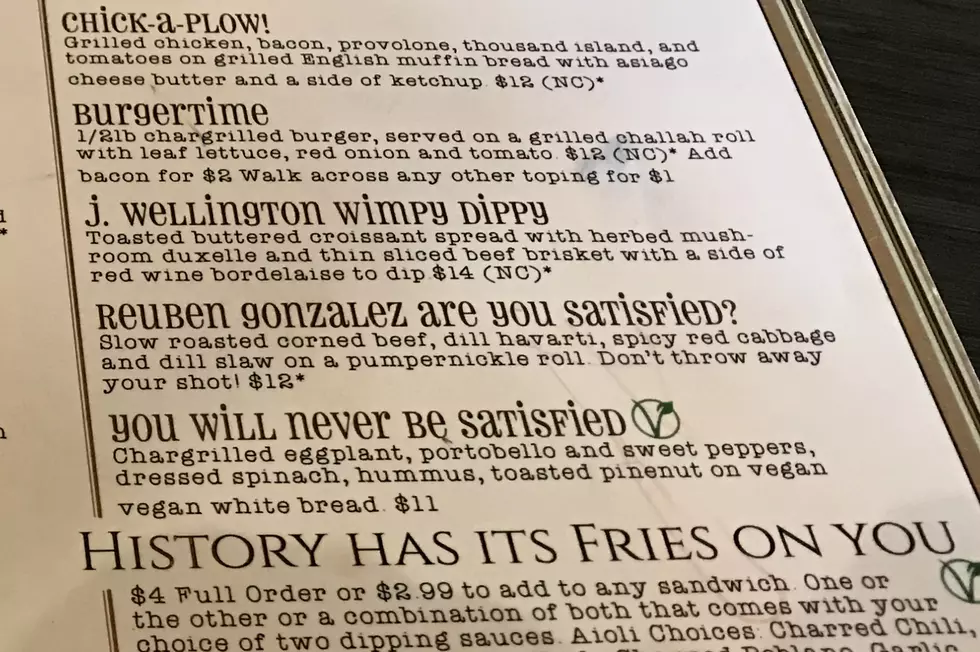 CHICK-a-PLOW!
Grilled chicken, bacon, provolone, thousand island, and
tomatoes on grilled English muffin bread with asiago
cheese butter and a side of ketchup. $12 (NC)*
BURGERTIME
1/2lb chargrilled burger, served on a grilled challah roll
with leaf lettuce, red onion and tomato. $12 (NC)* Add
bacon for $2 Walk across any other toping for $1
J. WELLINGTON WIMPY DIPPY
Toasted buttered croissant spread with herbed mush-
room duxelle and thin sliced beef brisket with a side of
red wine bordelaise to dip.$14 (NC)*
REUBEN GONZALEZ ARE YOU SATISFIED?
Slow roasted corned beef, dill havarti, spicy red cabbage
and dill slaw on a pumpernickle roll. Don't throw away
your shot! $12*
YOU WILL NEVER BE SATISFIED V
Chargrilled eggplant, portobello and sweet peppers,
dressed spinach, hummus, toasted pinenut on vegan
vegan white bread. $11
HISTORY HAS ITS FRIES ON YOU
$4 Full Order or $2.99 to add to any sandwich. One or V
the other or a combination of both that comes with your
choice of two dipping sauces. Aioli Choices: Charred Chili,
Garlic